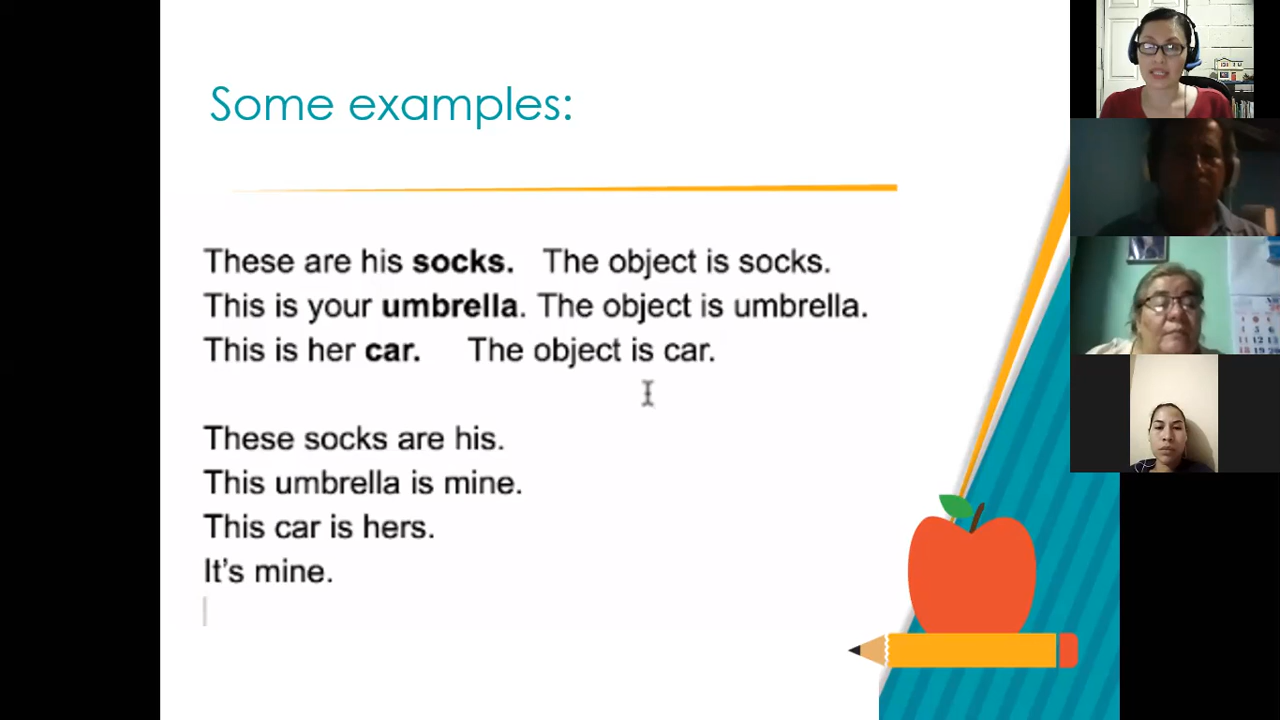 Some examples:
These are his socks. The object is socks.
This is your umbrella. The object is umbrella.
This is her car. The object is car.
These socks are his.
This umbrella is mine.
This car is hers.
It's mine.